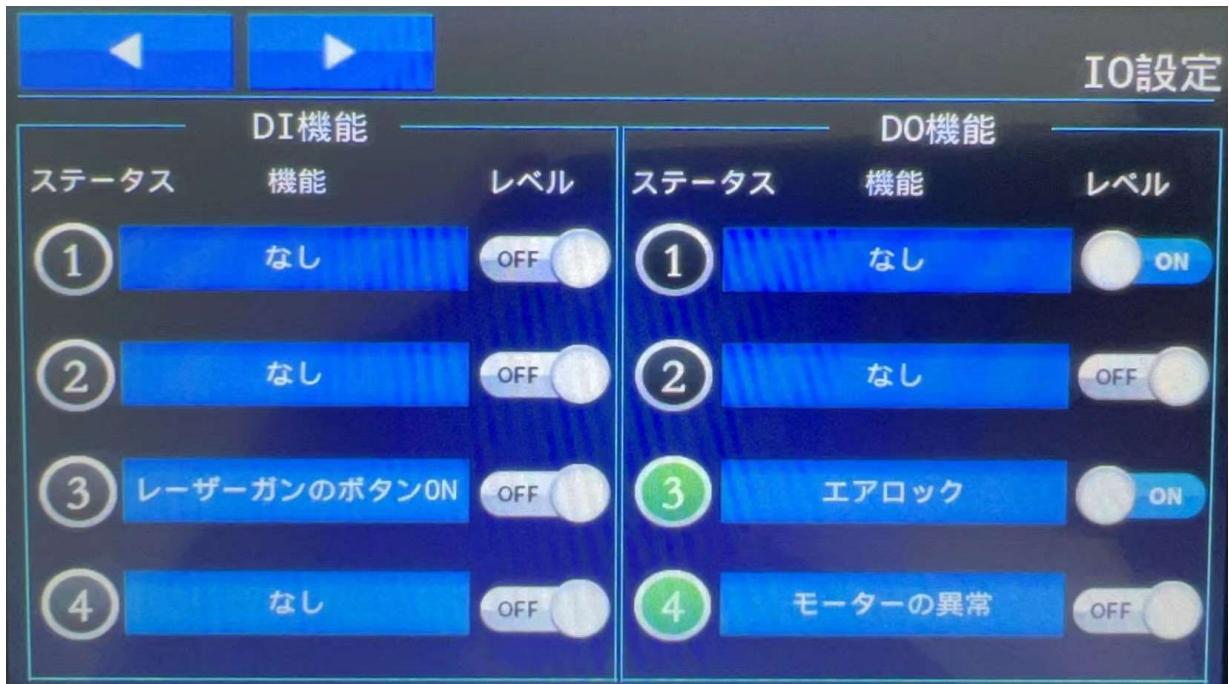 IO設定
DI機能
ステータス 機能 レベル
1 なし OFF
2 なし OFF
3 レーザーガンのボタンON OFF
4 なし OFF
DO機能
ステータス 機能 レベル
1 なし ON
2 なし OFF
3 エアロック ON
4 モーターの異常 OFF